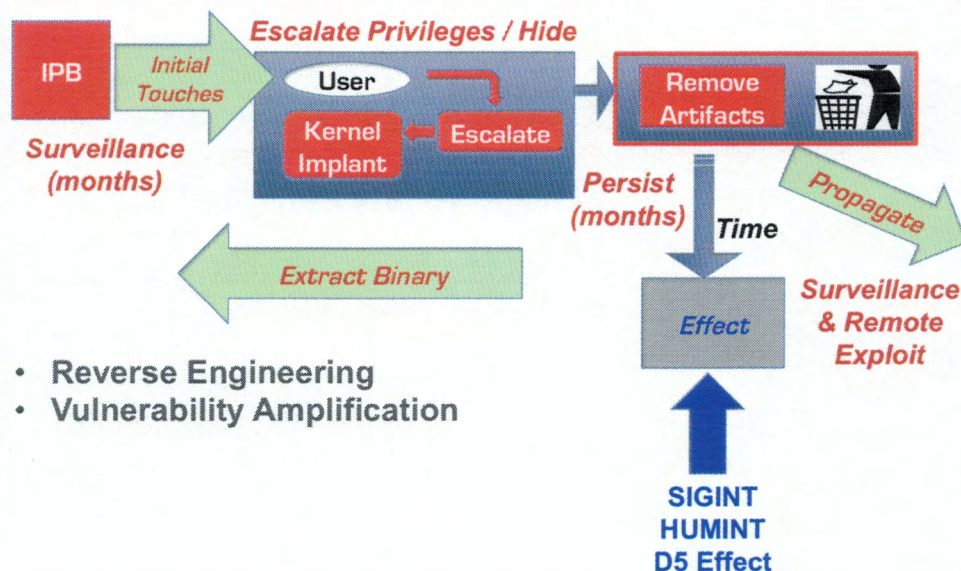 Escalate Privileges / Hide
IPB
Initial
Touches
User
Kernel
Implant
Escalate
Remove
Artifacts
Surveillance
(months)
Persist
(months)
Time
Propagate
Extract Binary
Effect
Surveillance
& Remote
Exploit
• Reverse Engineering
• Vulnerability Amplification
SIGINT
HUMINT
D5 Effect